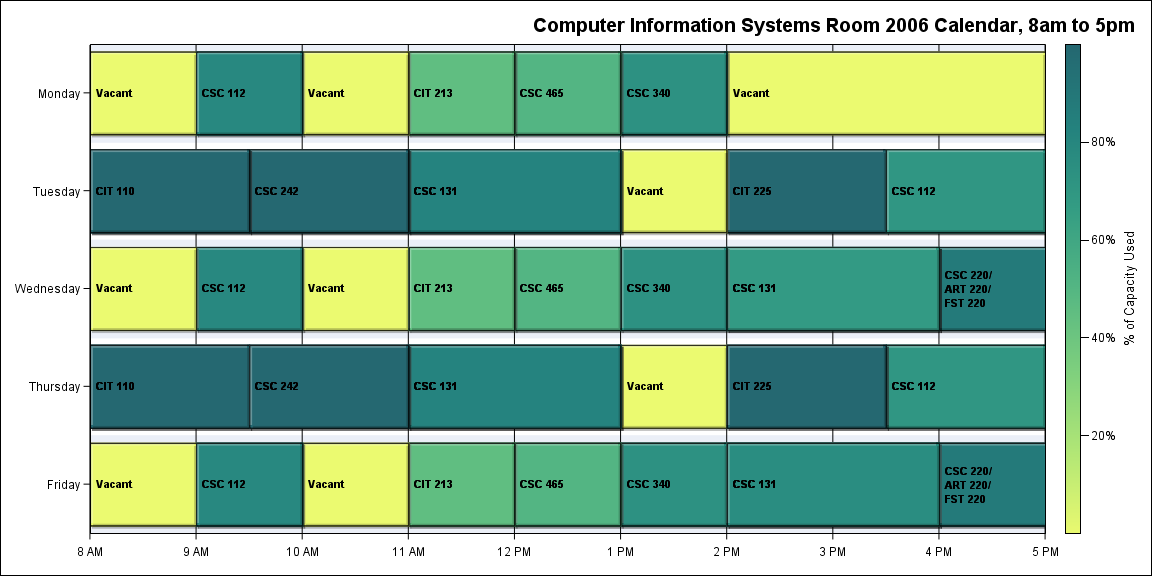 Computer Information Systems Room 2006 Calendar, 8am to 5pm
Monday
Vacant
CSC 112
Vacant
CIT 213
CSC 465
CSC 340
Vacant
Tuesday
CIT 110
CSC 242
CSC 131
Vacant
CIT 225
CSC 112
Wednesday
Vacant
CSC 112
Vacant
CIT 213
CSC 465
CSC 340
CSC 131
CSC 220/
ART 220/
FST 220
Thursday
CIT 110
CSC 242
CSC 131
Vacant
CIT 225
CSC 112
Friday
Vacant
CSC 112
Vacant
CIT 213
CSC 465
CSC 340
CSC 131
CSC 220/
ART 220/
FST 220
8 AM
9 AM
10 AM
11 AM
12 PM
1 PM
2 PM
3 PM
4 PM
5 PM
80%
60%
40%
20%
% of Capacity Used